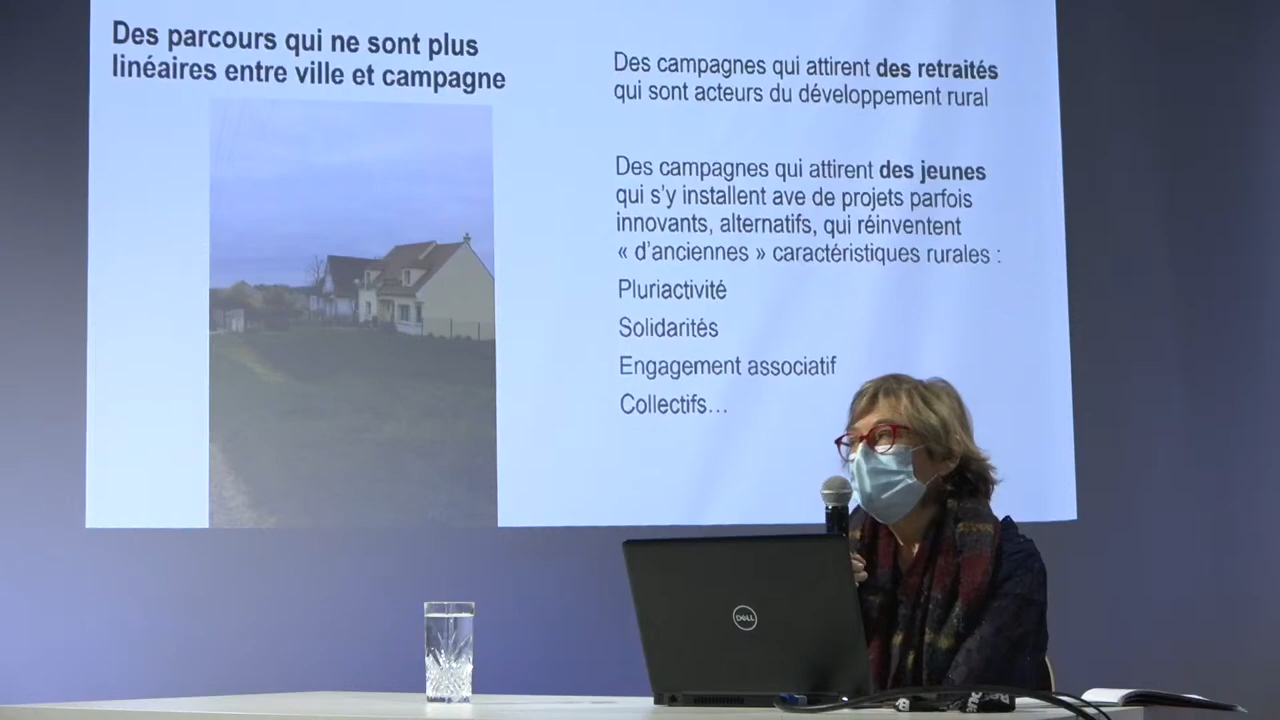 Des parcours qui ne sont plus
linéaires entre ville et campagne
Des campagnes qui attirent des retraités
qui sont acteurs du développement rural
Des campagnes qui attirent des jeunes
qui s'y installent ave de projets parfois
innovants, alternatifs, qui réinventent
« d'anciennes » caractéristiques rurales :
Pluriactivité
Solidarités
Engagement associatif
Collectifs…
DELL